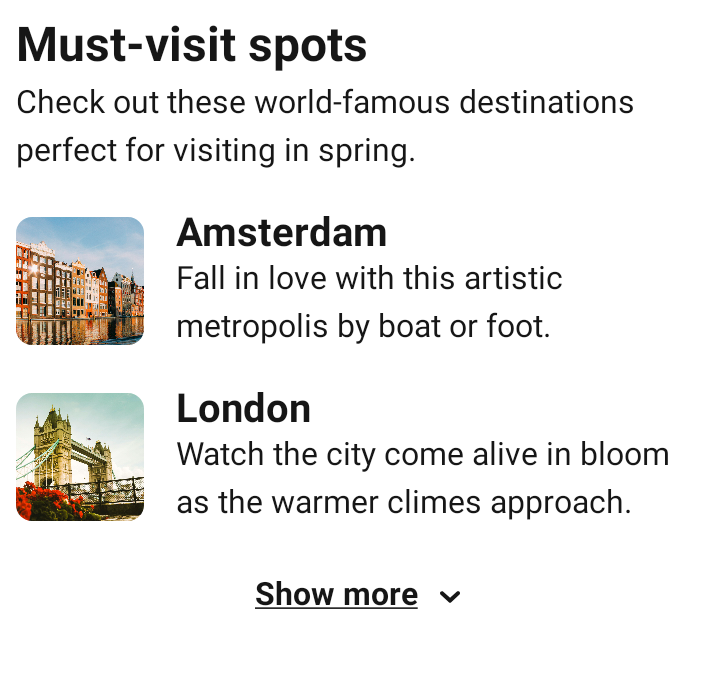 Must-visit spots
Check out these world-famous destinations
perfect for visiting in spring.
Amsterdam
Fall in love with this artistic
metropolis by boat or foot.
London
Watch the city come alive in bloom
as the warmer climes approach.
Show more